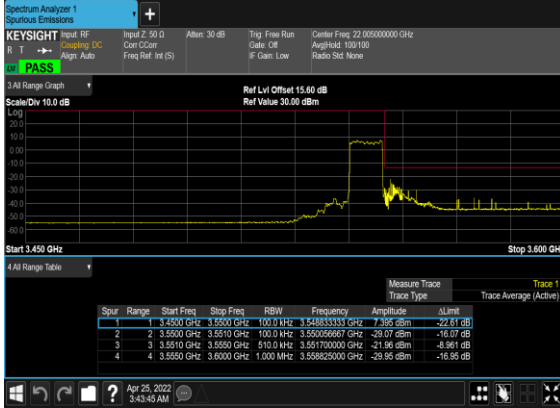 Spectrum Analyzer 1
Spurious Emissions
+
KEYSIGHT Input: RF Input Z: 50 Ω Atten: 30 dB Trig: Free Run Center Freq: 22.005000000 GHz
R T Coupling: DC Corr CCorr Gate: Off Avg|Hold: 100/100
Align: Auto Freq Ref: Int (S) IF Gain: Low Radio Std: None
LXI PASS
3 All Range Graph
Ref Lvl Offset 15.60 dB
Scale/Div 10.0 dB Ref Value 30.00 dBm
Log
20.0
10.0
0.00
-10.0
-20.0
-30.0
-40.0
-50.0
-60.0
Start 3.450 GHz Stop 3.600 GH
4 All Range Table
Measure Trace Trace 1
Trace Type Trace Average (Active)
Spur Range Start Freq Stop Freq RBW Frequency Amplitude ΔLimit
1 1 3.4500 GHz 3.5500 GHz 100.0 kHz 3.548833333 GHz 7.395 dBm -22.61 dB
2 2 3.5500 GHz 3.5510 GHz 100.0 kHz 3.550056667 GHz -29.07 dBm -16.07 dB
3 3 3.5510 GHz 3.5550 GHz 510.0 kHz 3.551700000 GHz -21.96 dBm -8.961 dB
4 4 3.5550 GHz 3.6000 GHz 1.000 MHz 3.558825000 GHz -29.95 dBm -16.95 dB
? Apr 25, 2022
3:43:45 AM